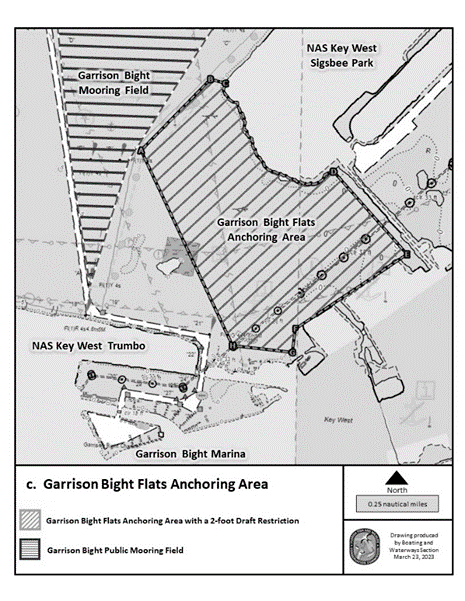 NAS Key West
Sigsbee Park
Garrison Bight
Mooring Field
R
Garrison Bight Flats
Anchoring Area
NAS Key West Trumbo
Key West
1
Garrison Bight Marina
c. Garrison Bight Flats Anchoring Area
Garrison Bight Flats Anchoring Area with a 2-foot Draft Restriction
Garrison Bight Public Mooring Field
North
0.25 nautical miles
Drawing produced
by Boating and
Waterways Section
March 23, 2023